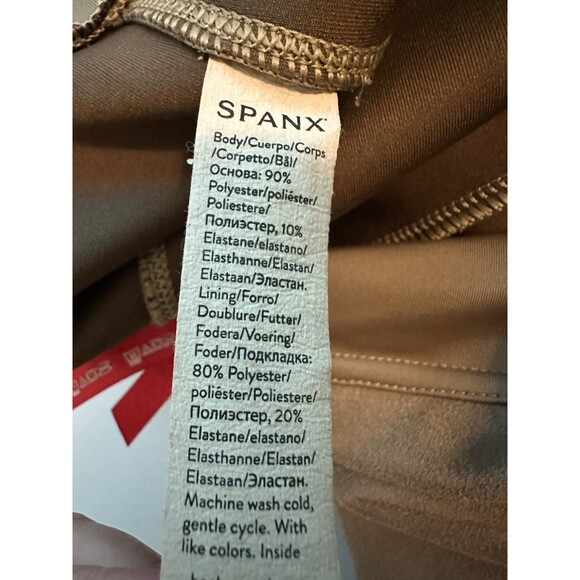 SPANX
Body/Cuerpo/Corps
/Corpetto/Bål/
Основа: 90%
Polyester/poliéster/
Poliestere/
Полиэстер, 10%
Elastane/elastano/
Elasthanne/Elastan/
Elastaan/Эластан.
Lining/Forro/
Doublure/Futter/
Fodera/Voering/
Foder/Подкладка:
80% Polyester/
poliéster/Poliestere/
Полиэстер, 20%
Elastane/elastano/
Elasthanne/Elastan/
Elastaan/Эластан.
Machine wash cold,
gentle cycle. With
like colors. Inside